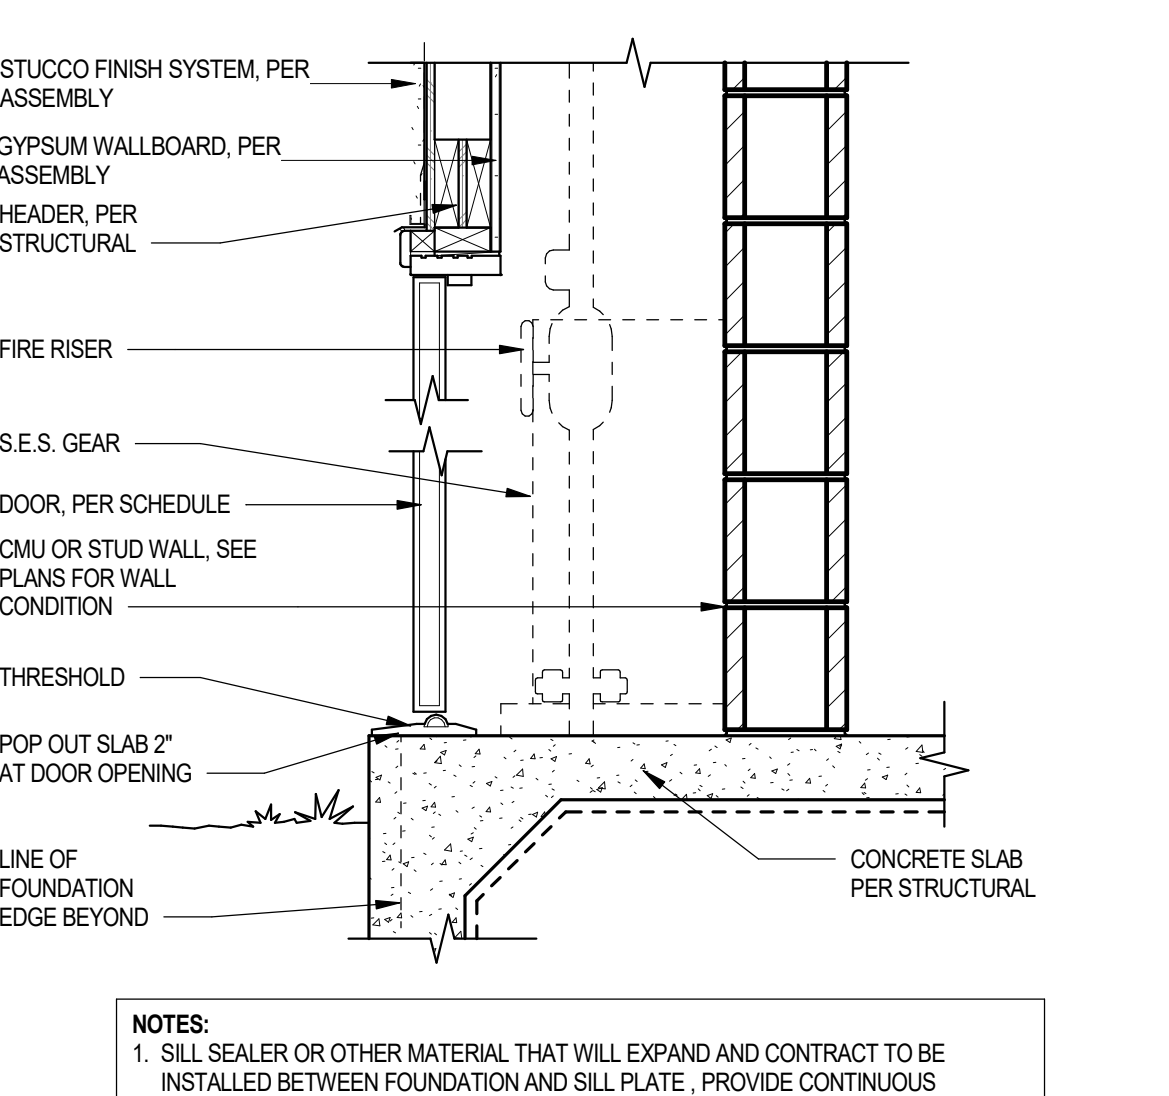 STUCCO FINISH SYSTEM, PER
ASSEMBLY
GYPSUM WALLBOARD, PER
ASSEMBLY
HEADER, PER
STRUCTURAL
FIRE RISER
S.E.S. GEAR
DOOR, PER SCHEDULE
CMU OR STUD WALL, SEE
PLANS FOR WALL
CONDITION
THRESHOLD
POP OUT SLAB 2"
AT DOOR OPENING
LINE OF
FOUNDATION
EDGE BEYOND
CONCRETE SLAB
PER STRUCTURAL
NOTES:
1. SILL SEALER OR OTHER MATERIAL THAT WILL EXPAND AND CONTRACT TO BE
INSTALLED BETWEEN FOUNDATION AND SILL PLATE , PROVIDE CONTINUOUS